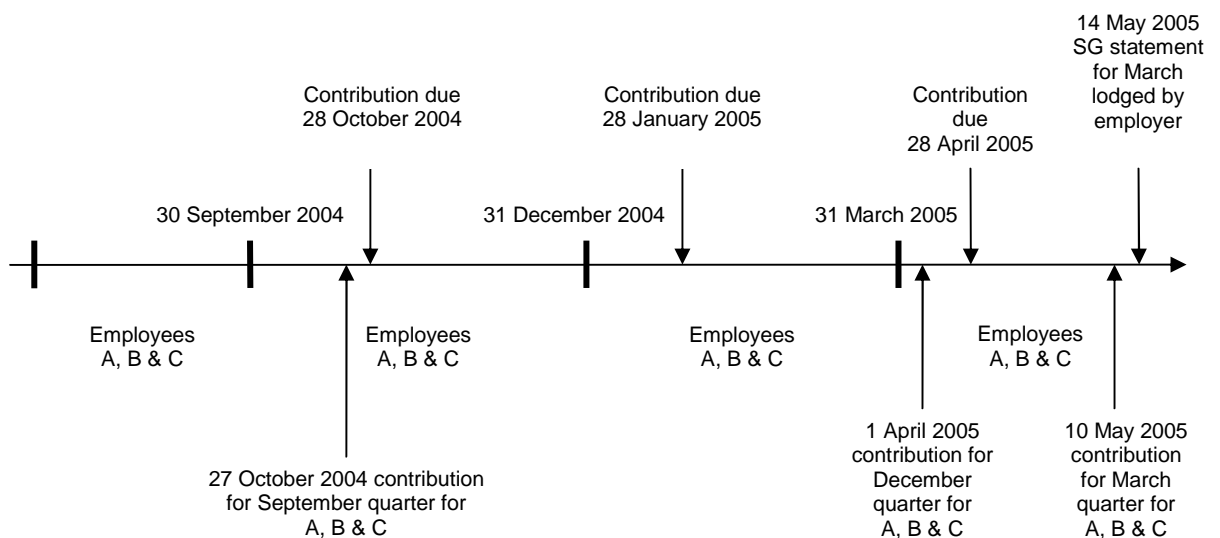 14 May 2005
SG statement
for March
lodged by
employer
Contribution due
28 October 2004
Contribution due
28 January 2005
Contribution
due
28 April 2005
30 September 2004
31 December 2004
31 March 2005
Employees
A, B & C
Employees
A, B & C
Employees
A, B & C
Employees
A, B & C
27 October 2004 contribution
for September quarter for
A, B & C
1 April 2005
contribution for
December
quarter for
A, B & C
10 May 2005
contribution
for March
quarter for
A, B & C